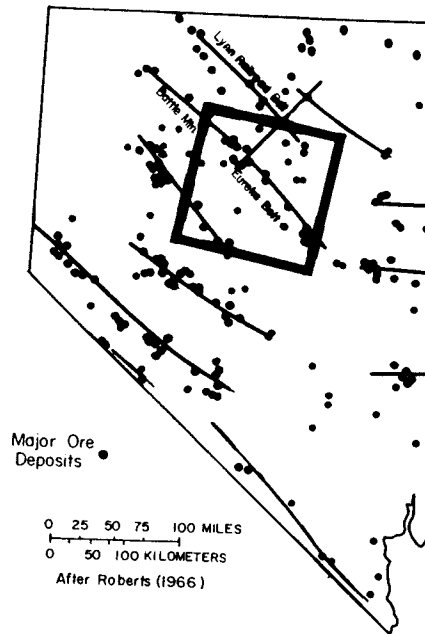 Lynn Railroad Belt
Battle Mtn.
Eureka Belt
Major Ore
Deposits
0 25 50 75 100 MILES
0 50 100 KILOMETERS
After Roberts (1966)